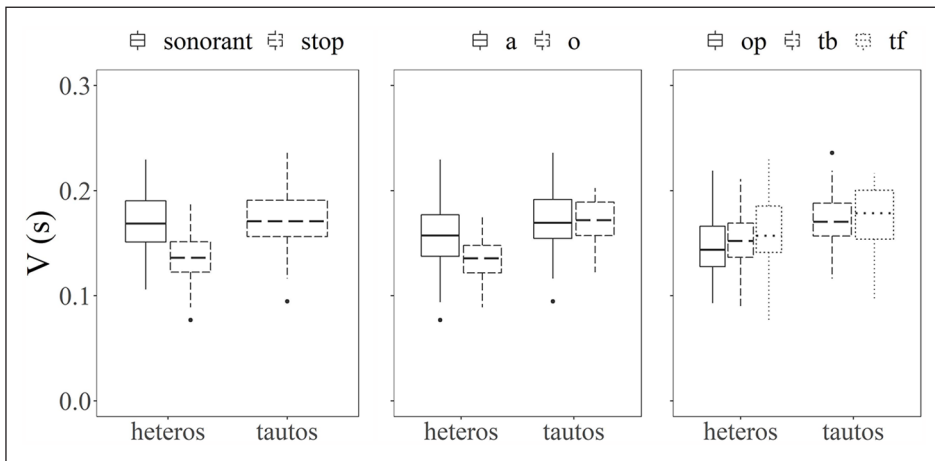 sonorant stop
a o
op tb tf
V (s)
0.3
0.2
0.1
0.0
heteros tautos
heteros tautos
heteros tautos